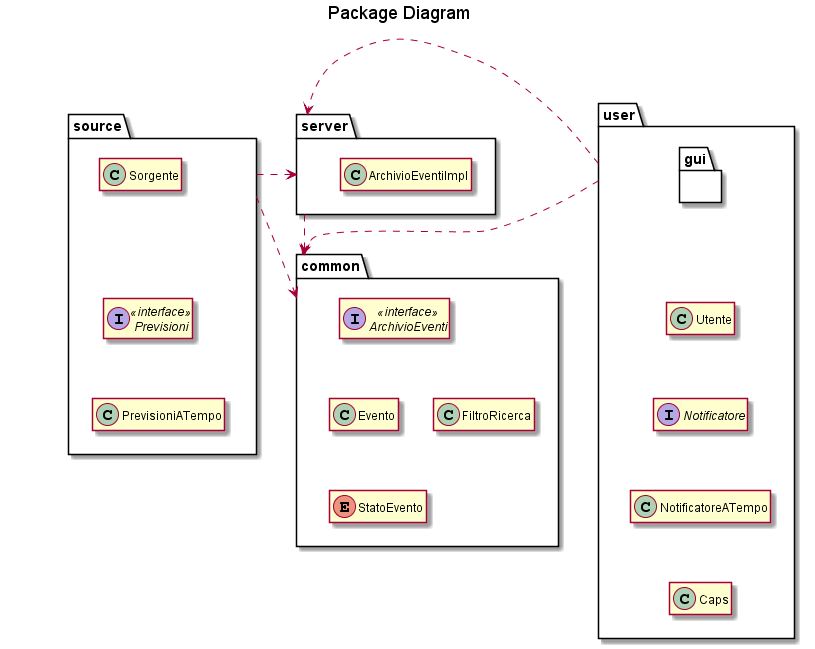 Package Diagram
source
C Sorgente
I «interface»
Previsioni
C PrevisioniATempo
server
C ArchivioEventiImpl
common
I «interface»
ArchivioEventi
C Evento
C FiltroRicerca
E StatoEvento
user
gui
C Utente
I Notificatore
C NotificatoreATempo
C Caps